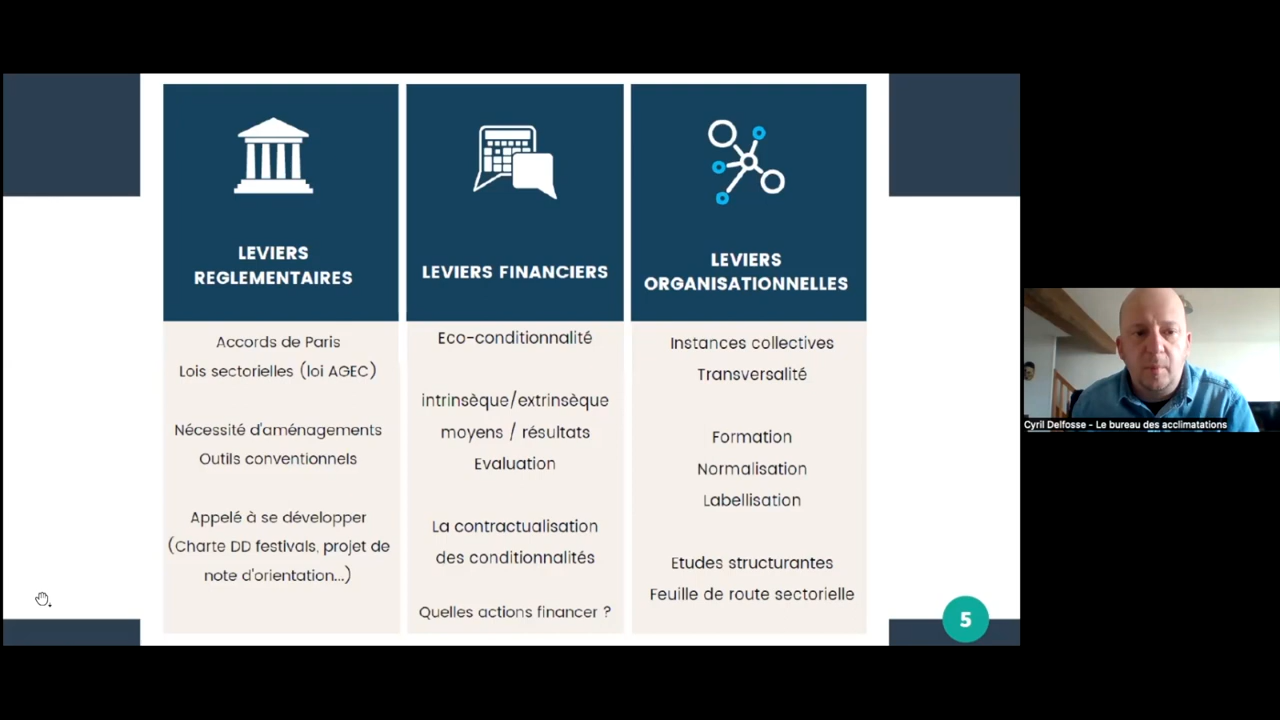 LEVIERS
REGLEMENTAIRES
Accords de Paris
Lois sectorielles (loi AGEC)
Nécessité d'aménagements
Outils conventionnels
Appelé à se développer
(Charte DD festivals, projet de
note d'orientation...)
LEVIERS FINANCIERS
Eco-conditionnalité
intrinsèque/extrinsèque
moyens / résultats
Evaluation
La contractualisation
des conditionnalités
Quelles actions financer ?
LEVIERS
ORGANISATIONNELLES
Instances collectives
Transversalité
Formation
Normalisation
Labellisation
Etudes structurantes
Feuille de route sectorielle
5
Cyril Delfosse - Le bureau des acclimatations